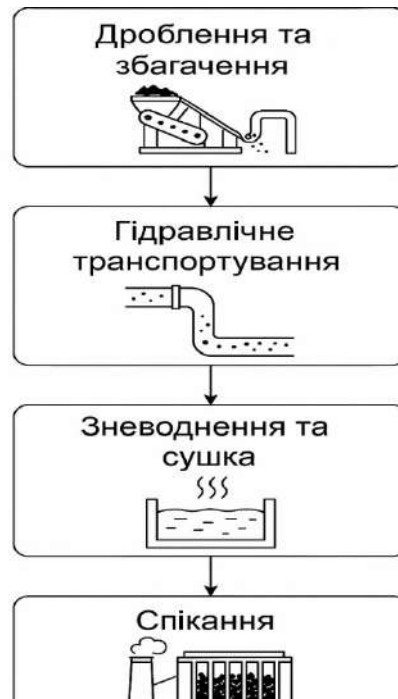 Дроблення та
збагачення
Гідравлічне
транспортування
Зневоднення та
сушка
Спікання